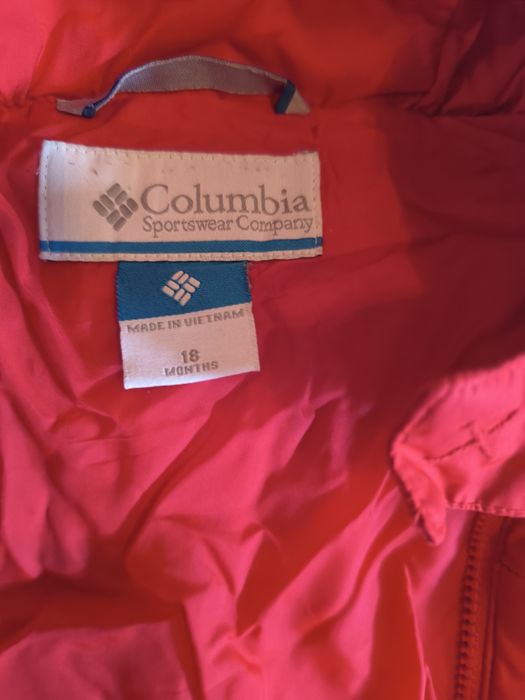 Columbia
Sportswear Company
MADE IN VIETNAM
18
MONTHS